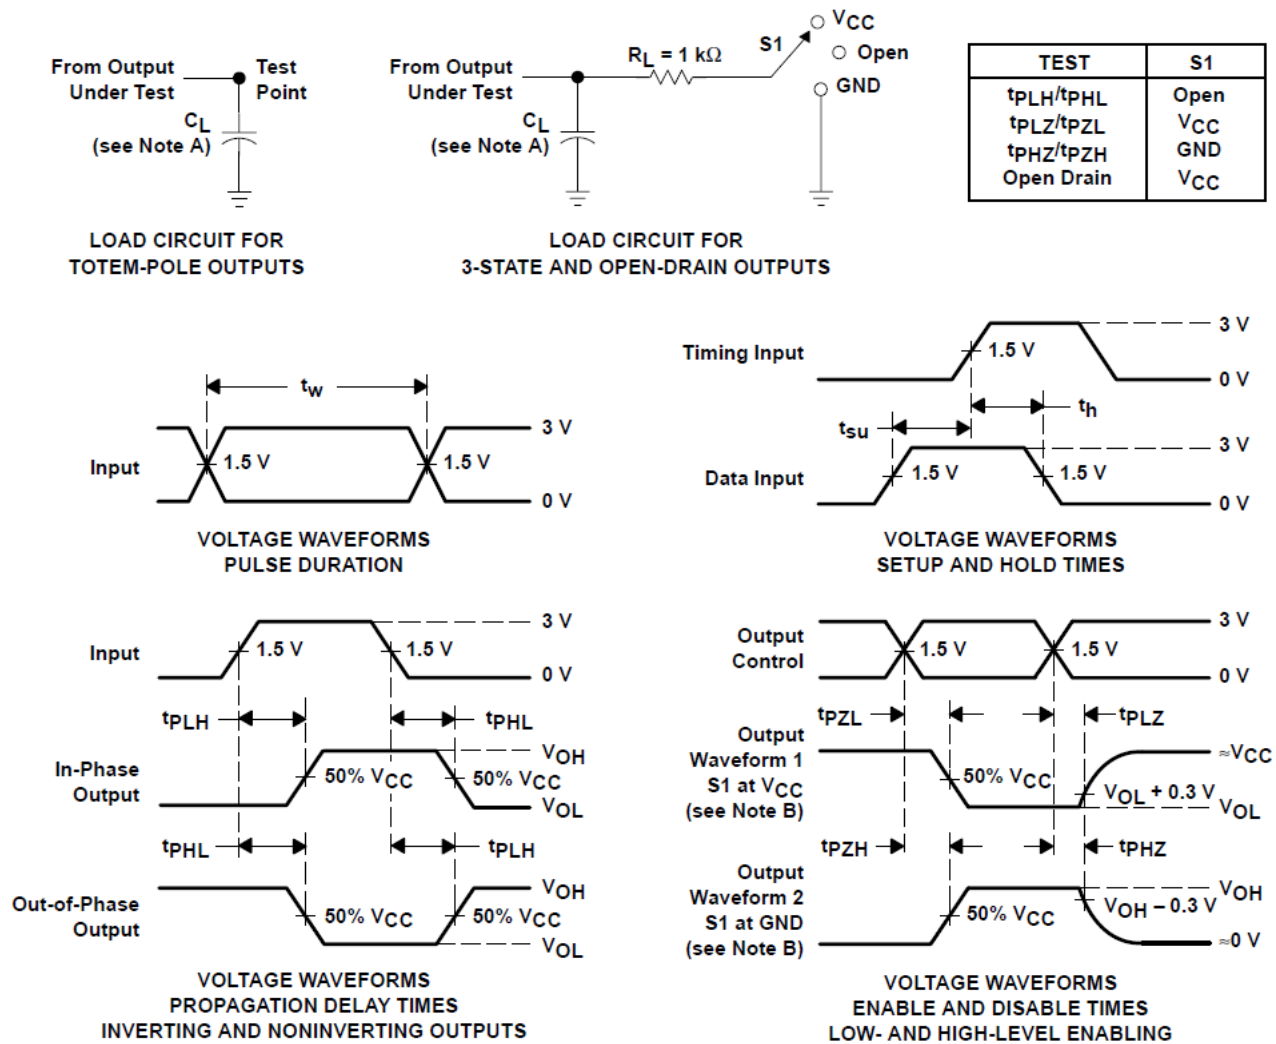 From Output
Under Test
Test
Point
CL
(see Note A)
LOAD CIRCUIT FOR
TOTEM-POLE OUTPUTS
From Output
Under Test
RL = 1 kΩ
S1
VCC
Open
GND
CL
(see Note A)
LOAD CIRCUIT FOR
3-STATE AND OPEN-DRAIN OUTPUTS
TEST S1
tPLH/tPHL Open
tPLZ/tPZL VCC
tPHZ/tPZH GND
Open Drain VCC
tw
Input
1.5 V
1.5 V
3 V
0 V
VOLTAGE WAVEFORMS
PULSE DURATION
Timing Input
1.5 V
3 V
0 V
th
tsu
Data Input
1.5 V
1.5 V
3 V
0 V
VOLTAGE WAVEFORMS
SETUP AND HOLD TIMES
Input
1.5 V
1.5 V
3 V
0 V
tPLH
tPHL
In-Phase
Output
50% VCC
50% VCC
VOH
VOL
tPHL
tPLH
Out-of-Phase
Output
50% VCC
50% VCC
VOH
VOL
VOLTAGE WAVEFORMS
PROPAGATION DELAY TIMES
INVERTING AND NONINVERTING OUTPUTS
Output
Control
1.5 V
1.5 V
3 V
0 V
tPZL
tPLZ
Output
Waveform 1
S1 at VCC
(see Note B)
50% VCC
≈VCC
VOL + 0.3 V
VOL
tPZH
tPHZ
Output
Waveform 2
S1 at GND
(see Note B)
50% VCC
VOH
VOH − 0.3 V
≈0 V
VOLTAGE WAVEFORMS
ENABLE AND DISABLE TIMES
LOW- AND HIGH-LEVEL ENABLING